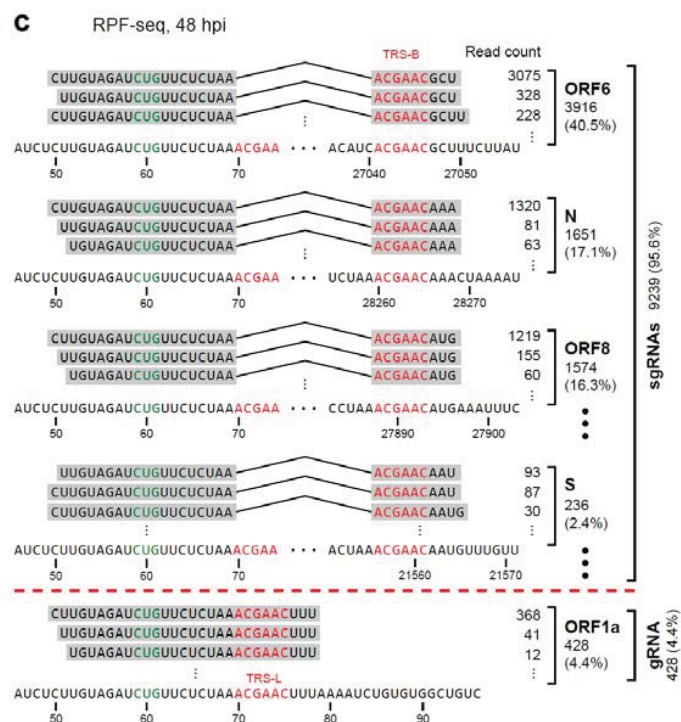 C RPF-seq, 48 hpi
TRS-B Read count
CUUGUAGAUCUGUUCUCUAA ACGAACGCU 3075
UUGUAGAUCUGUUCUCUAA ACGAACGCU 328
CUUGUAGAUCUGUUCUCUAA ACGAACGCUU 228
ORF6
3916
(40.5%)
AUCUCUUGUAGAUCUGUUCUCUAAACGAA ... ACAUCACGAACGCUUUCUUAU
50 60 70 27040 27050
CUUGUAGAUCUGUUCUCUAA ACGAACAAA 1320
UUGUAGAUCUGUUCUCUAA ACGAACAAA 81
UGUAGAUCUGUUCUCUAA ACGAACAAA 63
N
1651
(17.1%)
AUCUCUUGUAGAUCUGUUCUCUAAACGAA ... UCUAAACGAACAAACUAAAAU
50 60 70 28260 28270
CUUGUAGAUCUGUUCUCUAA ACGAACAUG 1219
UUGUAGAUCUGUUCUCUAA ACGAACAUG 155
UGUAGAUCUGUUCUCUAA ACGAACAUG 60
ORF8
1574
(16.3%)
AUCUCUUGUAGAUCUGUUCUCUAAACGAA ... CCUAAACGAACAUGAAAUUUC
50 60 70 27890 27900
UUGUAGAUCUGUUCUCUAA ACGAACAAU 93
CUUGUAGAUCUGUUCUCUAA ACGAACAAU 87
CUUGUAGAUCUGUUCUCUAA ACGAACAAUG 30
S
236
(2.4%)
AUCUCUUGUAGAUCUGUUCUCUAAACGAA ... ACUAAACGAACAAUGUUUGUU
50 60 70 21560 21570
sgRNAs
9239 (95.6%)
CUUGUAGAUCUGUUCUCUAAACGAACUUU 368
UUGUAGAUCUGUUCUCUAAACGAACUUU 41
UGUAGAUCUGUUCUCUAAACGAACUUU 12
ORF1a
428
(4.4%)
gRNA
428 (4.4%)
TRS-L
AUCUCUUGUAGAUCUGUUCUCUAAACGAACUUUAAAAUCUGUGUGGCUGUC
50 60 70 80 90